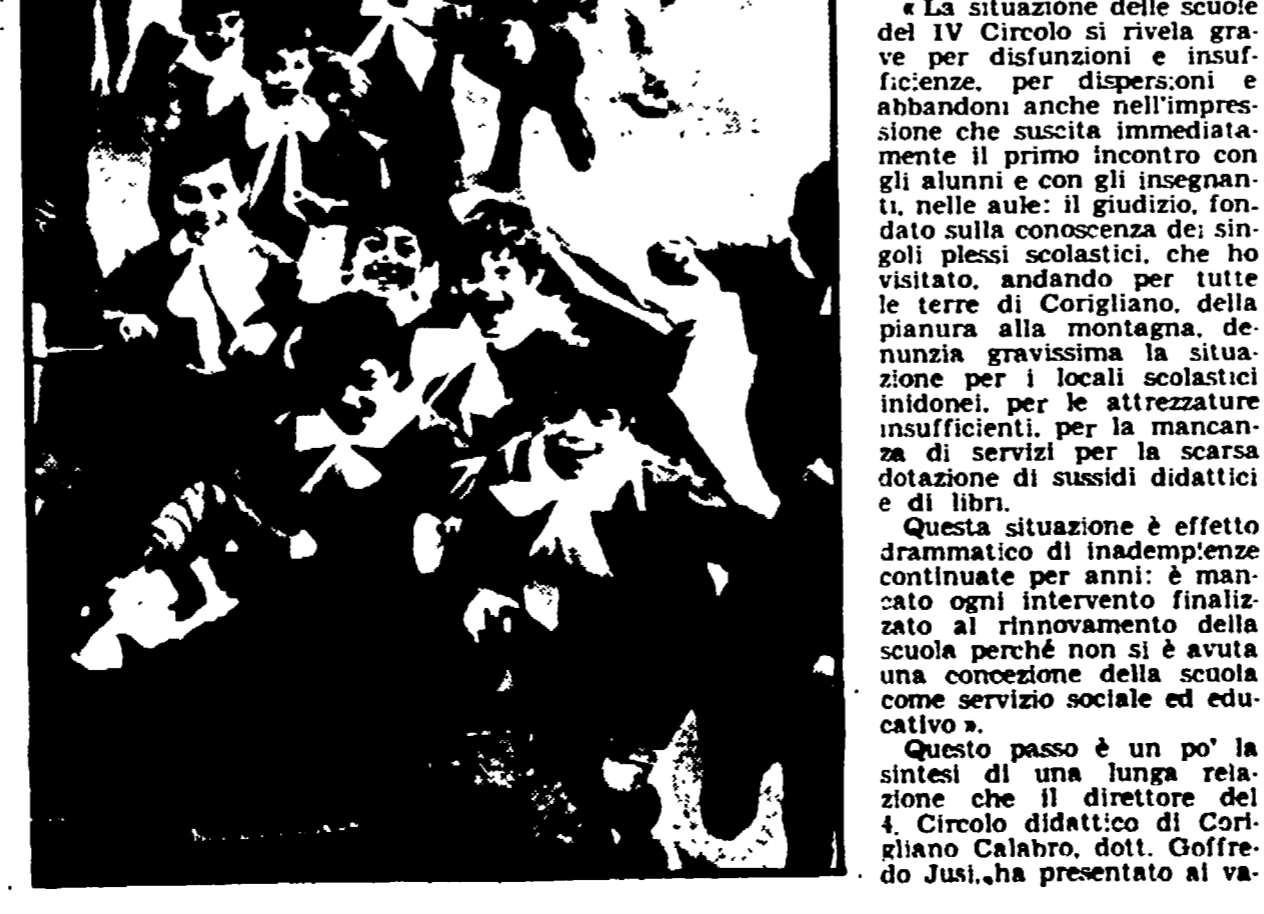 « La situazione delle scuole
del IV Circolo si rivela gra-
ve per disfunzioni e insuf-
ficienze, per dispersioni e
abbandoni anche nell'impres-
sione che suscita immediata-
mente il primo incontro con
gli alunni e con gli insegnan-
ti, nelle aule: il giudizio, fon-
dato sulla conoscenza dei sin-
goli plessi scolastici, che ho
visitato, andando per tutte
le terre di Corigliano, della
pianura alla montagna, de-
nunzia gravissima la situa-
zione per i locali scolastici
inidonei, per le attrezzature
insufficienti, per la mancan-
za di servizi per la scarsa
dotazione di sussidi didattici
e di libri.
Questa situazione è effetto
drammatico di inadempienze
continuate per anni: è man-
cato ogni intervento finaliz-
zato al rinnovamento della
scuola perché non si è avuta
una concezione della scuola
come servizio sociale ed edu-
cativo ».
Questo passo è un po' la
sintesi di una lunga rela-
zione che il direttore del
4. Circolo didattico di Cori-
gliano Calabro, dott. Goffre-
do Jusi, ha presentato ai va-